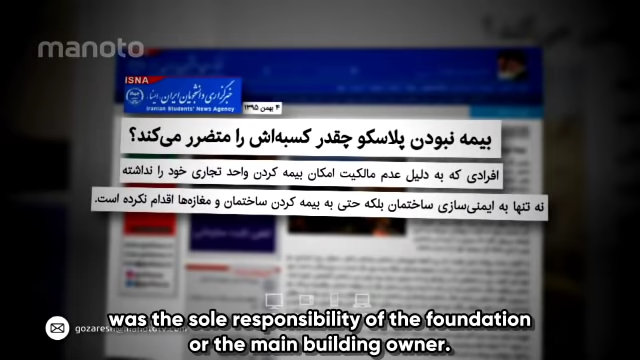 manoto
ISNA
خبرگزاری دانشجویان ایران ـ ایسنا
Iranian Students' News Agency
۴ بهمن ۱۳۹۵
بیمه نبودن پلاسکو چقدر کسبه‌اش را متضرر می‌کند؟
افرادی که به دلیل عدم مالکیت امکان بیمه کردن واحد تجاری خود را نداشته
نه تنها به ایمنی‌سازی ساختمان بلکه حتی به بیمه کردن ساختمان و مغازه‌ها اقدام نکرده است.
was the sole responsibility of the foundation
or the main building owner.